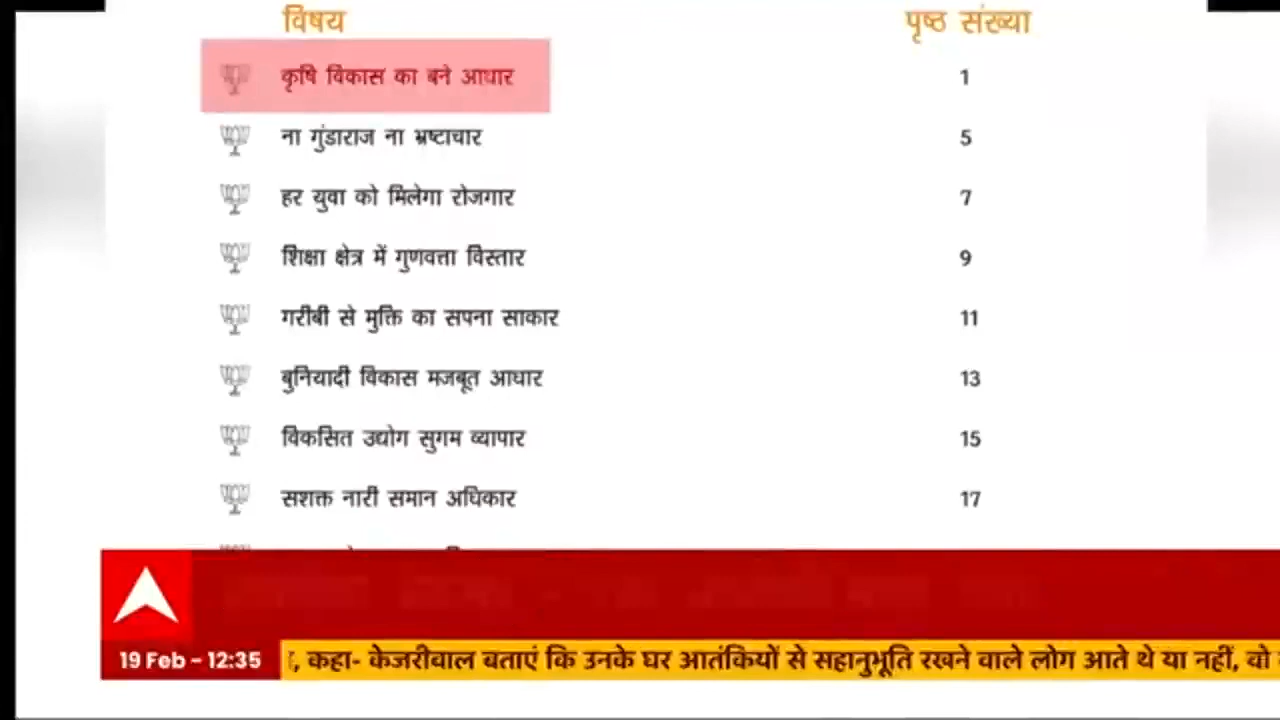 विषय पृष्ठ संख्या
कृषि विकास का बने आधार 1
ना गुंडाराज ना भ्रष्टाचार 5
हर युवा को मिलेगा रोजगार 7
शिक्षा क्षेत्र में गुणवत्ता विस्तार 9
गरीबी से मुक्ति का सपना साकार 11
बुनियादी विकास मजबूत आधार 13
विकसित उद्योग सुगम व्यापार 15
सशक्त नारी समान अधिकार 17
19 Feb - 12:35 , कहा- केजरीवाल बताएं कि उनके घर आतंकियों से सहानुभूति रखने वाले लोग आते थे या नहीं, वो